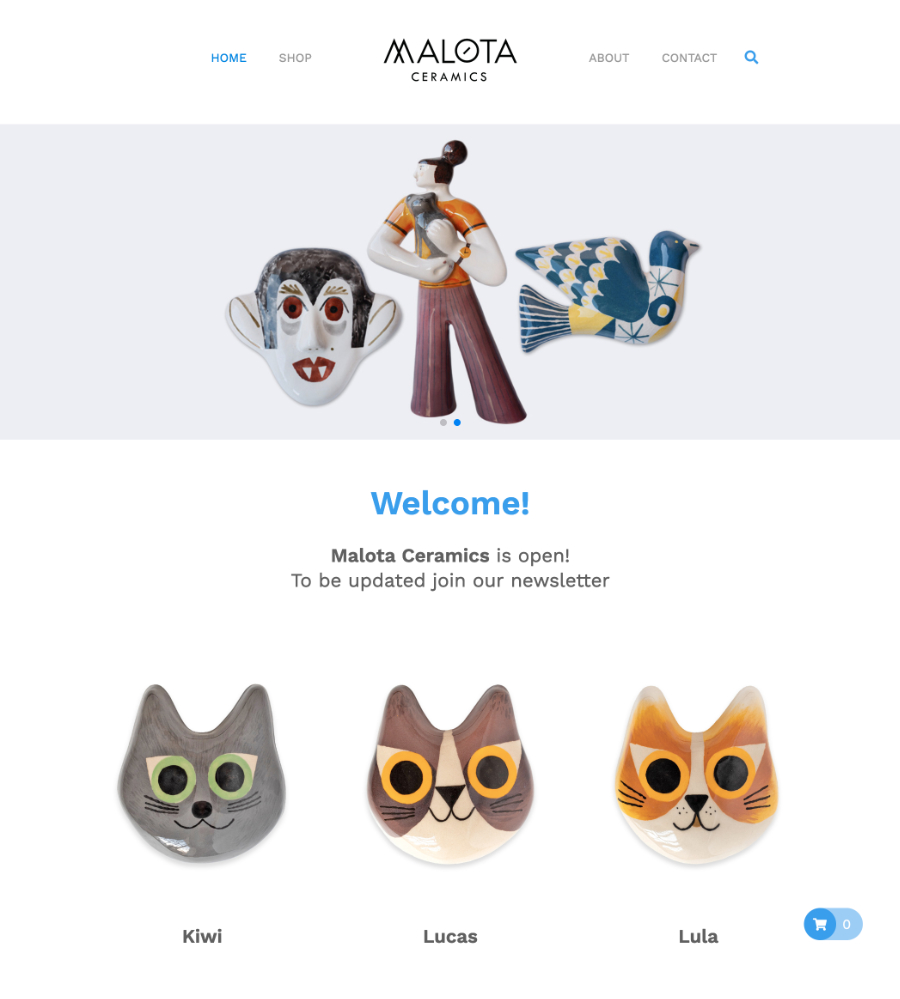 HOME
SHOP
MALOTA
CERAMICS
ABOUT
CONTACT
Welcome!
Malota Ceramics is open!
To be updated join our newsletter
Kiwi
Lucas
Lula
0